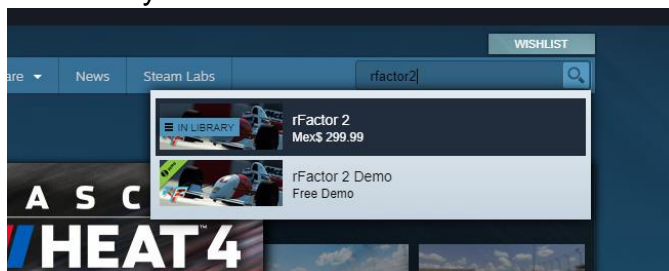 WISHLIST
are News Steam Labs rfactor2
IN LIBRARY
rFactor 2
Mex$ 299.99
rFactor 2 Demo
Free Demo
ASC
HEAT 4